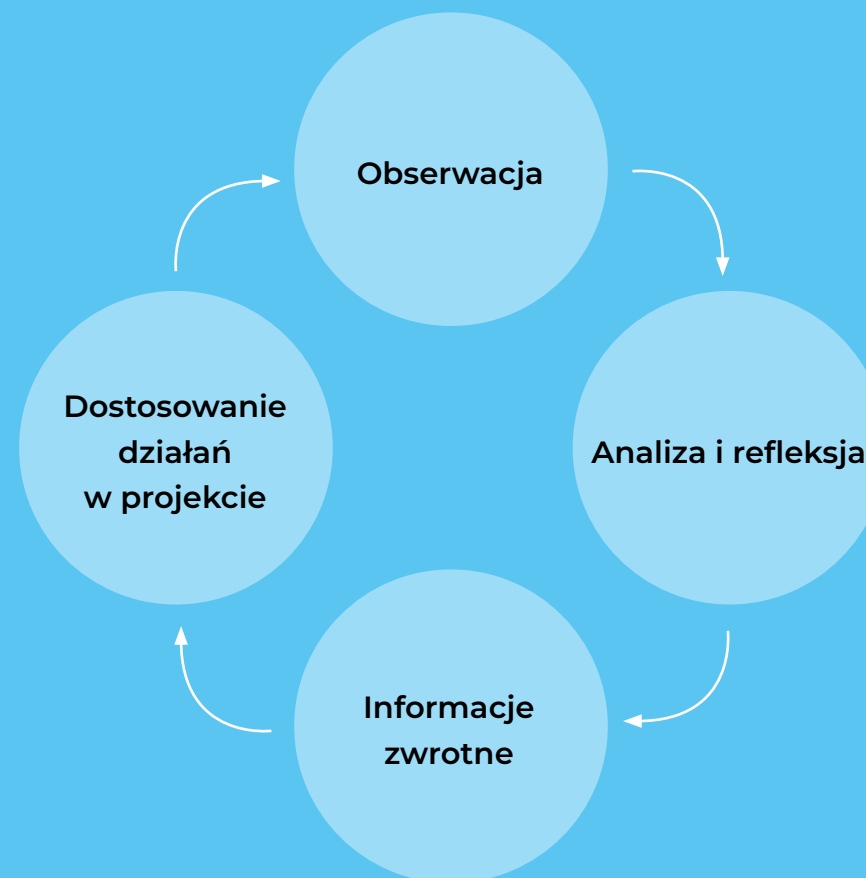 Obserwacja
Dostosowanie
działań
w projekcie
Analiza i refleksja
Informacje
zwrotne